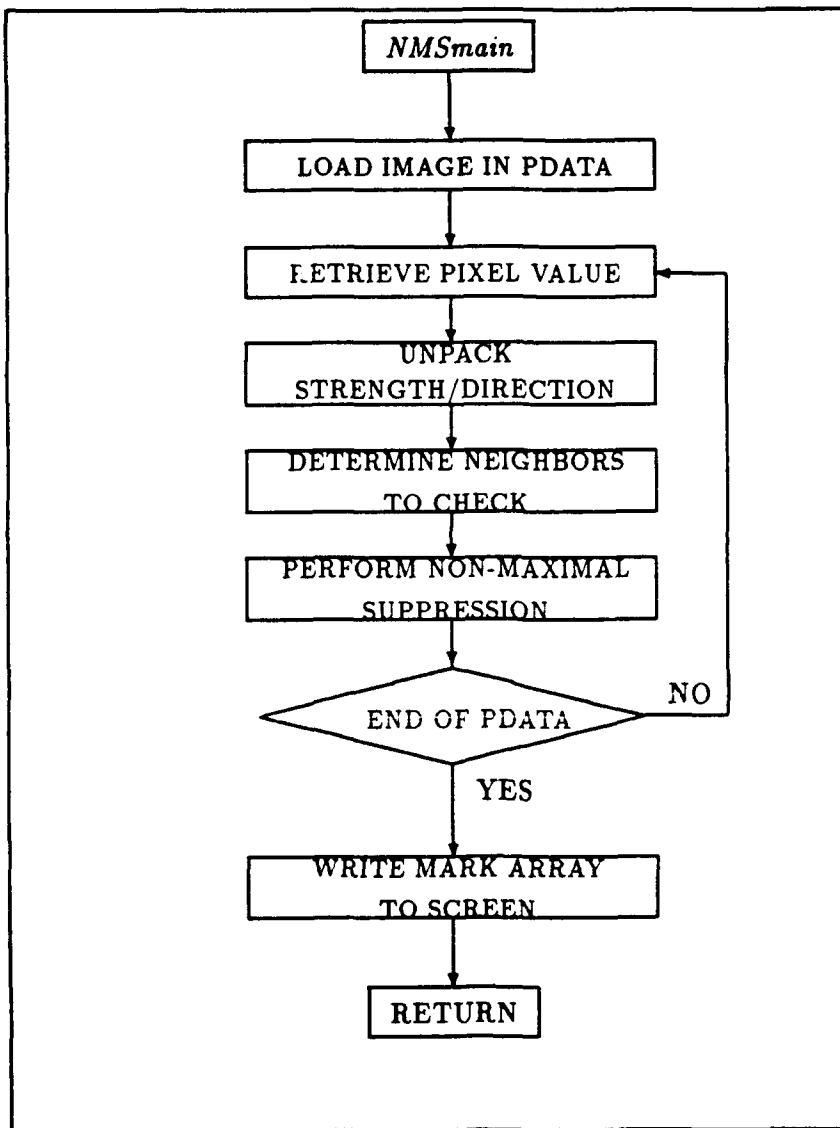 NMSmain
LOAD IMAGE IN PDATA
RETRIEVE PIXEL VALUE
UNPACK
STRENGTH/DIRECTION
DETERMINE NEIGHBORS
TO CHECK
PERFORM NON-MAXIMAL
SUPPRESSION
END OF PDATA
NO
YES
WRITE MARK ARRAY
TO SCREEN
RETURN